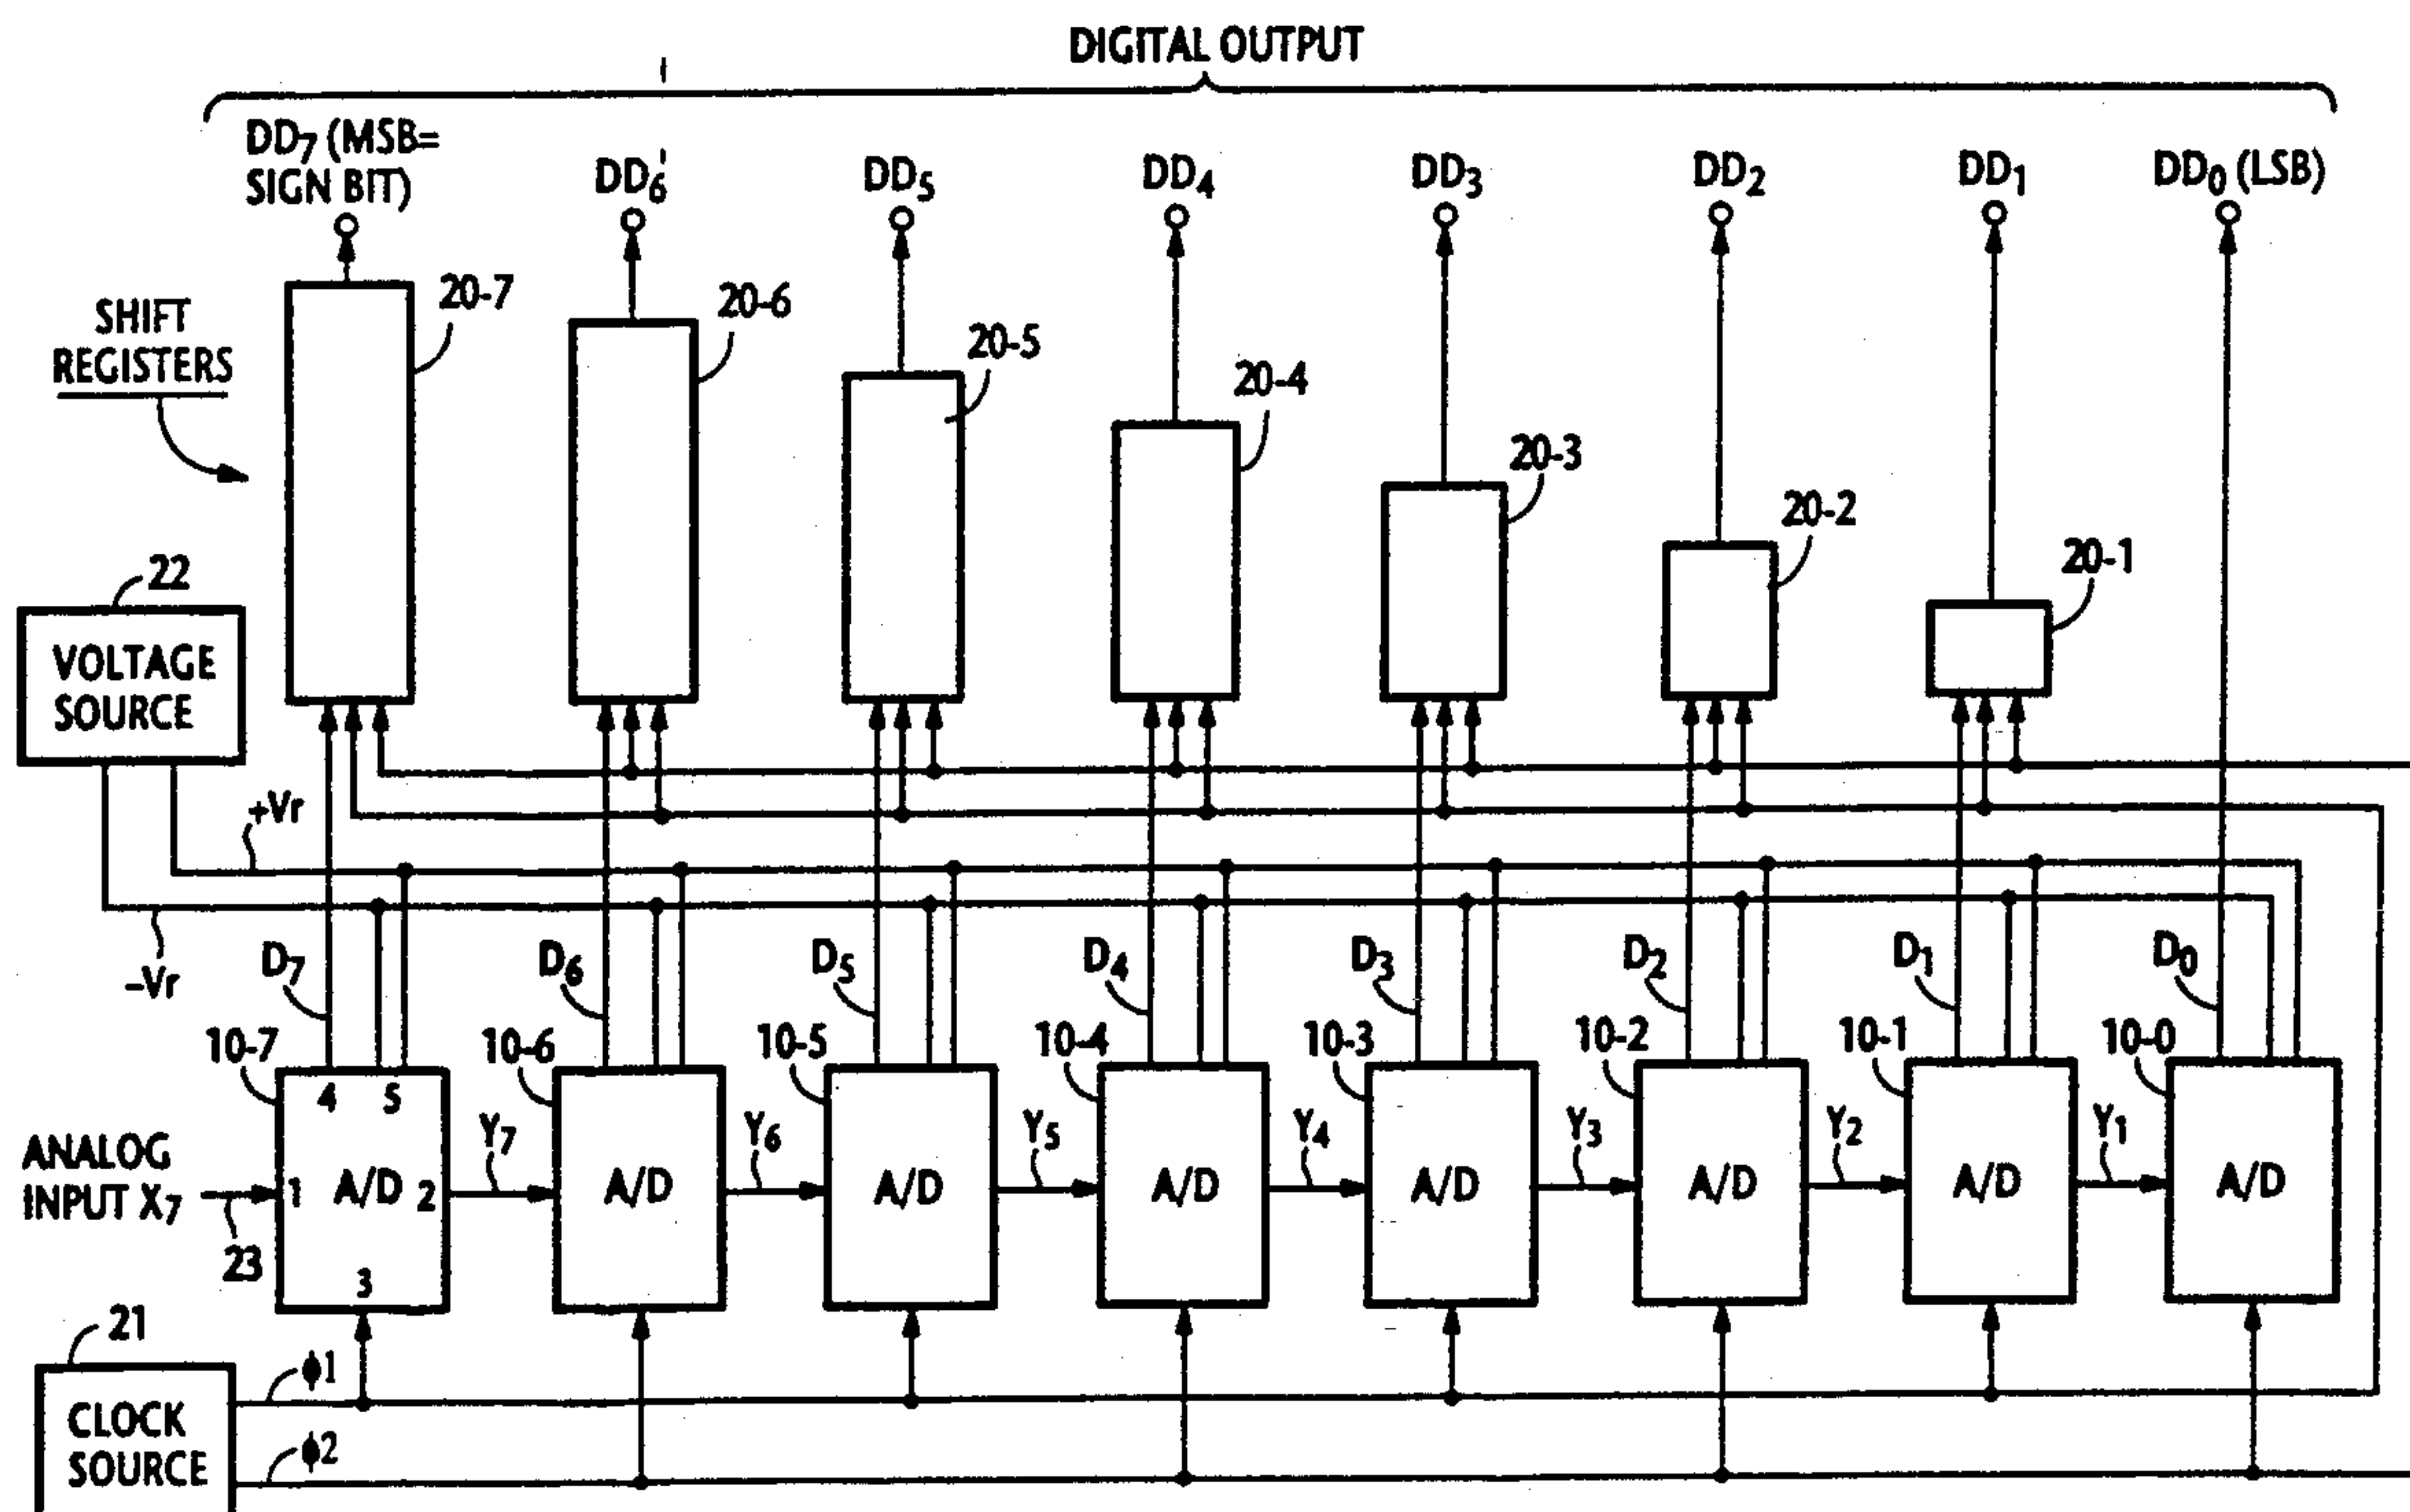 DIGITAL OUTPUT
DD7 (MSB=
SIGN BIT)
DD6'
DD5
DD4
DD3
DD2
DD1
DD0 (LSB)
SHIFT
REGISTERS
20-7
20-6
20-5
20-4
20-3
20-2
20-1
22
VOLTAGE
SOURCE
+Vr
-Vr
D7
D6
D5
D4
D3
D2
D1
D0
10-7
10-6
10-5
10-4
10-3
10-2
10-1
10-0
4 5
ANALOG
INPUT X7
23
1 A/D 2
3
Y7
A/D
Y6
A/D
Y5
A/D
Y4
A/D
Y3
A/D
Y2
A/D
Y1
A/D
21
CLOCK
SOURCE
ϕ1
ϕ2